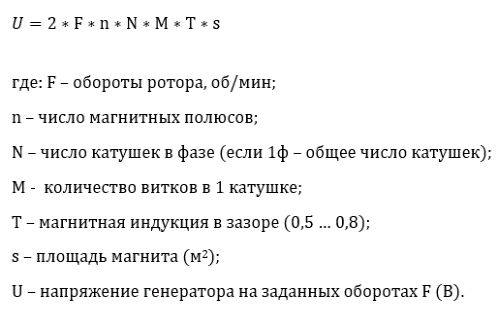 U = 2 ∗ F ∗ n ∗ N ∗ M ∗ T ∗ s
где: F – обороты ротора, об/мин;
n – число магнитных полюсов;
N – число катушек в фазе (если 1ф – общее число катушек);
M - количество витков в 1 катушке;
T – магнитная индукция в зазоре (0,5 … 0,8);
s – площадь магнита (м²);
U – напряжение генератора на заданных оборотах F (В).